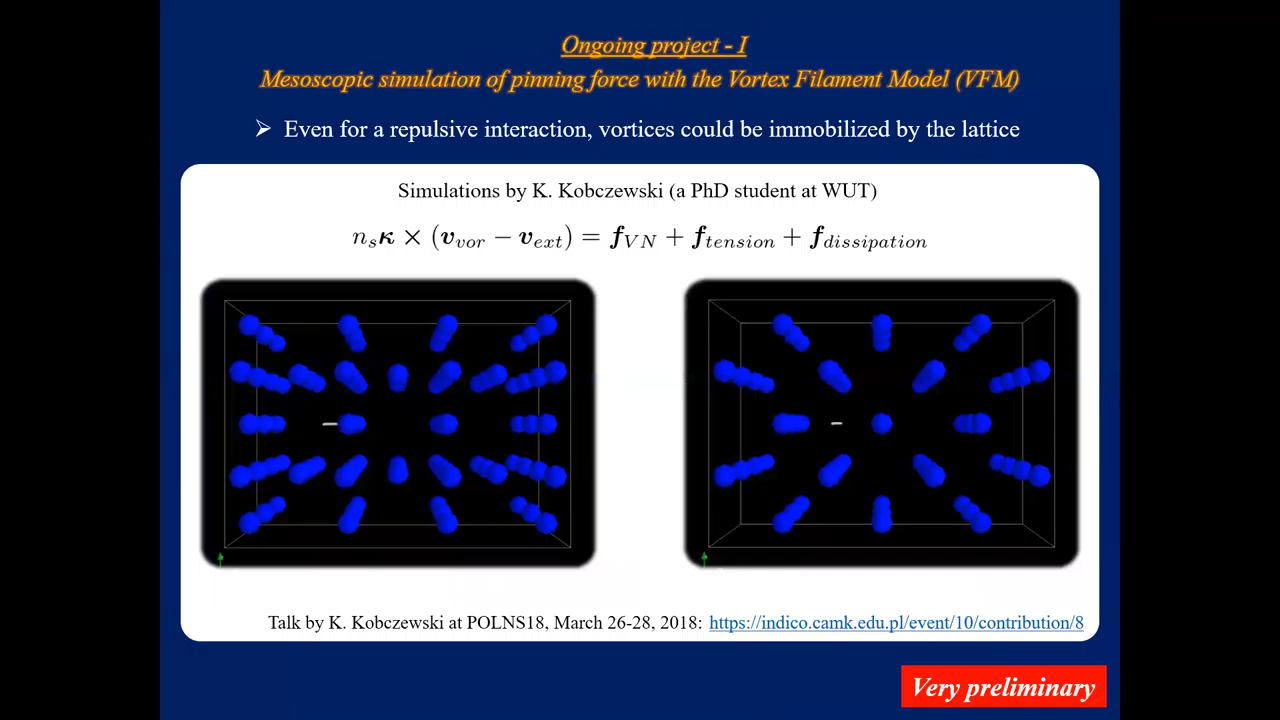 Ongoing project - I
Mesoscopic simulation of pinning force with the Vortex Filament Model (VFM)
➢ Even for a repulsive interaction, vortices could be immobilized by the lattice
Simulations by K. Kobczewski (a PhD student at WUT)
n_s κ × (v_vor − v_ext) = f_VN + f_tension + f_dissipation
Talk by K. Kobczewski at POLNS18, March 26-28, 2018: https://indico.camk.edu.pl/event/10/contribution/8
Very preliminary